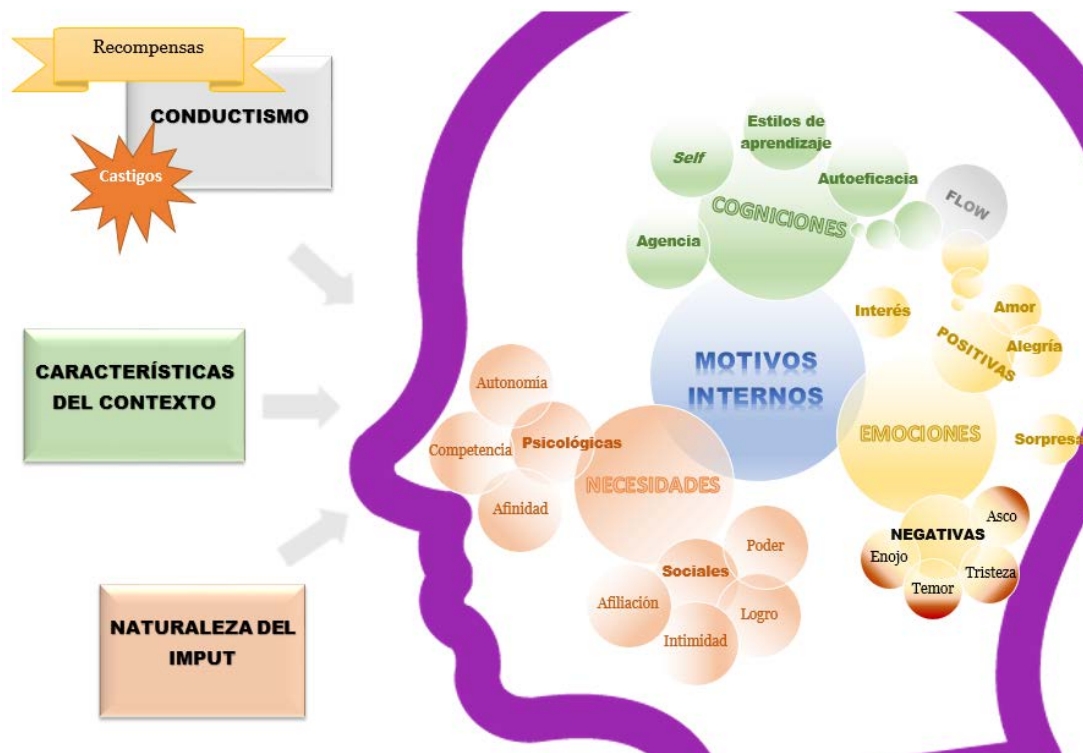 Recompensas
CONDUCTISMO
Castigos
CARACTERÍSTICAS
DEL CONTEXTO
NATURALEZA DEL
IMPUT
Estilos de
aprendizaje
Self
Autoeficacia
COGNICIONES
FLOW
Agencia
Interés
Amor
POSITIVAS
Alegría
MOTIVOS
INTERNOS
EMOCIONES
Sorpresa
Autonomía
Psicológicas
Competencia
NECESIDADES
Afinidad
Asco
NEGATIVAS
Enojo
Tristeza
Temor
Poder
Sociales
Afiliación
Logro
Intimidad